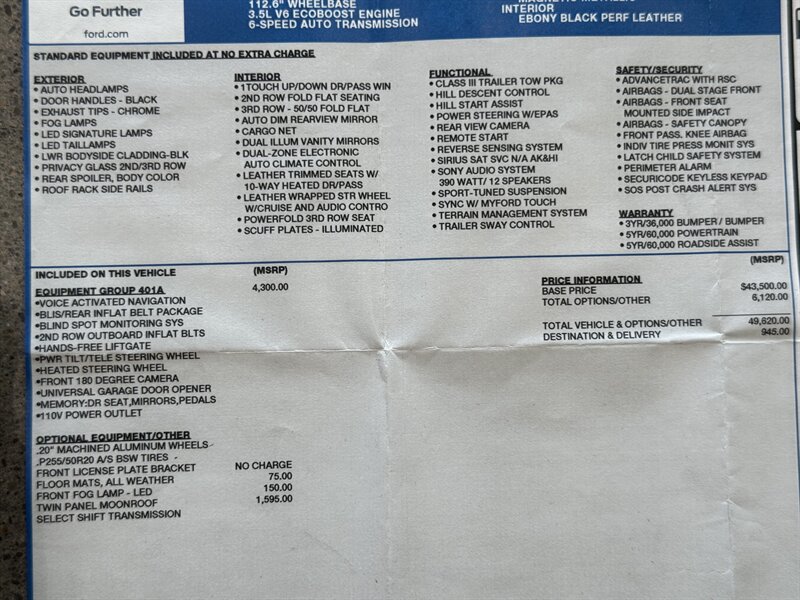 Go Further
ford.com
112.6" WHEELBASE
3.5L V6 ECOBOOST ENGINE
6-SPEED AUTO TRANSMISSION
INTERIOR
EBONY BLACK PERF LEATHER
STANDARD EQUIPMENT INCLUDED AT NO EXTRA CHARGE
EXTERIOR
• AUTO HEADLAMPS
• DOOR HANDLES - BLACK
• EXHAUST TIPS - CHROME
• FOG LAMPS
• LED SIGNATURE LAMPS
• LED TAILLAMPS
• LWR BODYSIDE CLADDING-BLK
• PRIVACY GLASS 2ND/3RD ROW
• REAR SPOILER, BODY COLOR
• ROOF RACK SIDE RAILS
INTERIOR
• 1TOUCH UP/DOWN DR/PASS WIN
• 2ND ROW FOLD FLAT SEATING
• 3RD ROW - 50/50 FOLD FLAT
• AUTO DIM REARVIEW MIRROR
• CARGO NET
• DUAL ILLUM VANITY MIRRORS
• DUAL-ZONE ELECTRONIC
AUTO CLIMATE CONTROL
• LEATHER TRIMMED SEATS W/
10-WAY HEATED DR/PASS
• LEATHER WRAPPED STR WHEEL
W/CRUISE AND AUDIO CONTRO
• POWERFOLD 3RD ROW SEAT
• SCUFF PLATES - ILLUMINATED
FUNCTIONAL
• CLASS III TRAILER TOW PKG
• HILL DESCENT CONTROL
• HILL START ASSIST
• POWER STEERING W/EPAS
• REAR VIEW CAMERA
• REMOTE START
• REVERSE SENSING SYSTEM
• SIRIUS SAT SVC N/A AK&HI
• SONY AUDIO SYSTEM
390 WATT/ 12 SPEAKERS
• SPORT-TUNED SUSPENSION
• SYNC W/ MYFORD TOUCH
• TERRAIN MANAGEMENT SYSTEM
• TRAILER SWAY CONTROL
SAFETY/SECURITY
• ADVANCETRAC WITH RSC
• AIRBAGS - DUAL STAGE FRONT
• AIRBAGS - FRONT SEAT
MOUNTED SIDE IMPACT
• AIRBAGS - SAFETY CANOPY
• FRONT PASS. KNEE AIRBAG
• INDIV TIRE PRESS MONIT SYS
• LATCH CHILD SAFETY SYSTEM
• PERIMETER ALARM
• SECURICODE KEYLESS KEYPAD
• SOS POST CRASH ALERT SYS
WARRANTY
• 3YR/36,000 BUMPER / BUMPER
• 5YR/60,000 POWERTRAIN
• 5YR/60,000 ROADSIDE ASSIST
INCLUDED ON THIS VEHICLE (MSRP)
EQUIPMENT GROUP 401A 4,300.00
•VOICE ACTIVATED NAVIGATION
•BLIS/REAR INFLAT BELT PACKAGE
•BLIND SPOT MONITORING SYS
•2ND ROW OUTBOARD INFLAT BLTS
•HANDS-FREE LIFTGATE
•PWR TILT/TELE STEERING WHEEL
•HEATED STEERING WHEEL
•FRONT 180 DEGREE CAMERA
•UNIVERSAL GARAGE DOOR OPENER
•MEMORY:DR SEAT,MIRRORS,PEDALS
•110V POWER OUTLET
OPTIONAL EQUIPMENT/OTHER
.20" MACHINED ALUMINUM WHEELS
.P255/50R20 A/S BSW TIRES -
FRONT LICENSE PLATE BRACKET NO CHARGE
FLOOR MATS, ALL WEATHER 75.00
FRONT FOG LAMP - LED 150.00
TWIN PANEL MOONROOF 1,595.00
SELECT SHIFT TRANSMISSION
(MSRP)
PRICE INFORMATION
BASE PRICE $43,500.00
TOTAL OPTIONS/OTHER 6,120.00
TOTAL VEHICLE & OPTIONS/OTHER 49,620.00
DESTINATION & DELIVERY 945.00